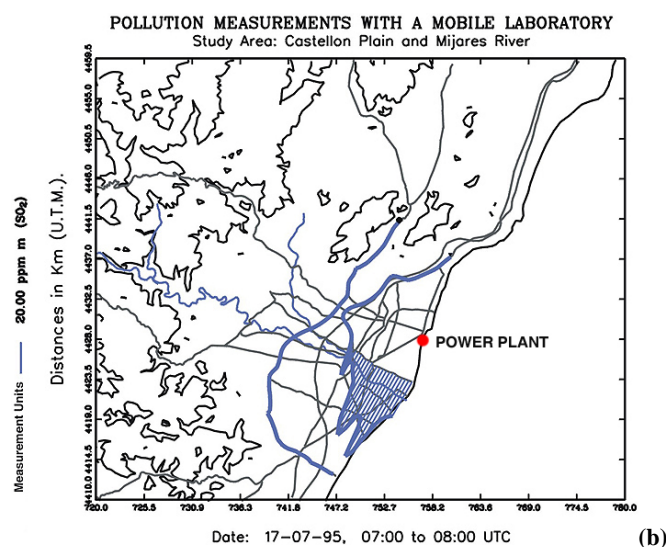 POLLUTION MEASUREMENTS WITH A MOBILE LABORATORY
Study Area: Castellon Plain and Mijares River
4459.5
4455.0
4450.5
4446.0
4441.5
4437.0
4432.5
4428.0
4423.5
4419.0
4414.5
4410.0
Distances in Km (U.T.M.).
Measurement Units
20.00 ppm m (SO2)
POWER PLANT
720.0 725.5 730.9 736.3 741.8 747.2 752.7 758.2 763.6 769.1 774.5 780.0
Date: 17-07-95, 07:00 to 08:00 UTC
(b)